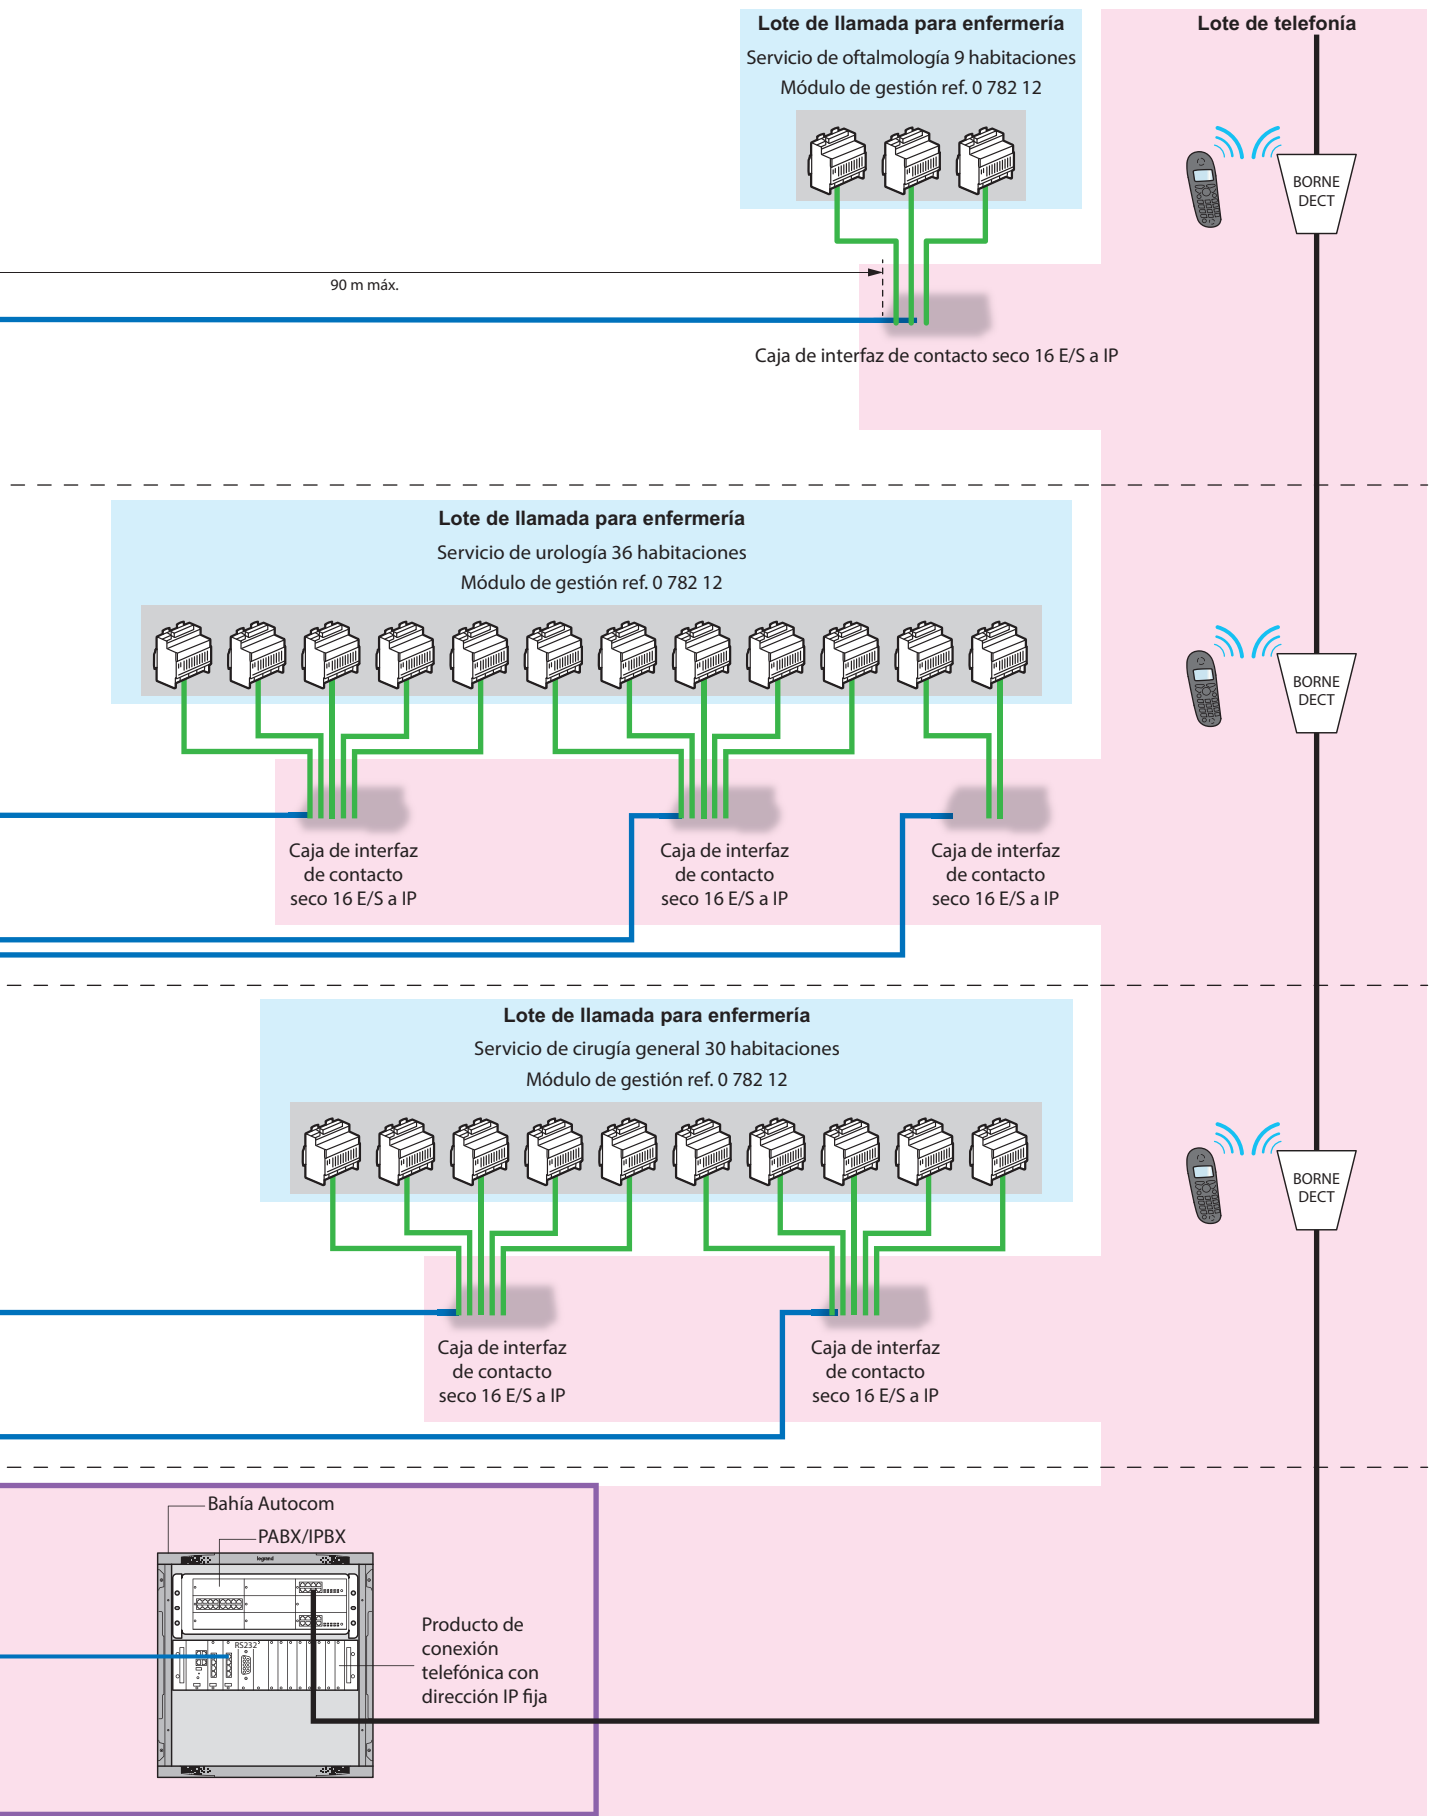 Lote de llamada para enfermería
Servicio de oftalmología 9 habitaciones
Módulo de gestión ref. 0 782 12
Lote de telefonía
BORNE
DECT
90 m máx.
Caja de interfaz de contacto seco 16 E/S a IP
Lote de llamada para enfermería
Servicio de urología 36 habitaciones
Módulo de gestión ref. 0 782 12
BORNE
DECT
Caja de interfaz
de contacto
seco 16 E/S a IP
Caja de interfaz
de contacto
seco 16 E/S a IP
Caja de interfaz
de contacto
seco 16 E/S a IP
Lote de llamada para enfermería
Servicio de cirugía general 30 habitaciones
Módulo de gestión ref. 0 782 12
BORNE
DECT
Caja de interfaz
de contacto
seco 16 E/S a IP
Caja de interfaz
de contacto
seco 16 E/S a IP
Bahía Autocom
PABX/IPBX
legrand
RS232
Producto de
conexión
telefónica con
dirección IP fija